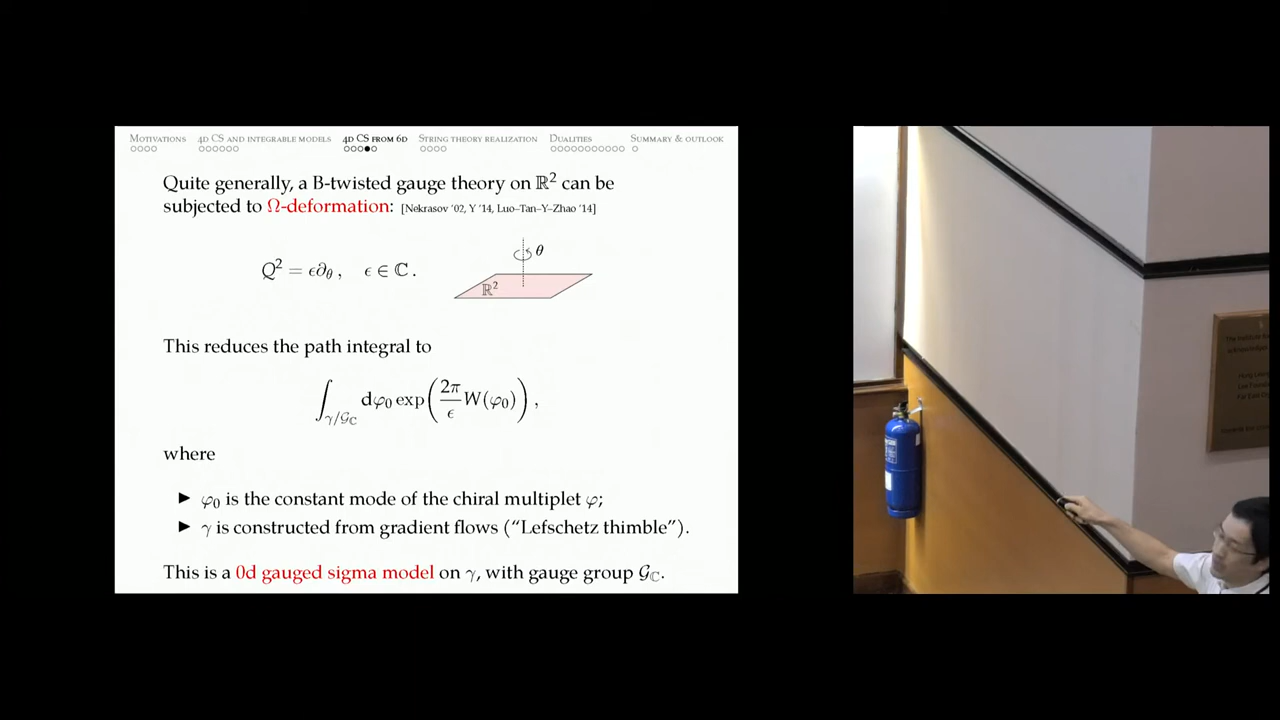 Motivations 4d CS and integrable models 4d CS from 6d String theory realization Dualities Summary & outlook
Quite generally, a B-twisted gauge theory on ℝ² can be
subjected to Ω-deformation: [Nekrasov '02, Y '14, Luo–Tan–Y–Zhao '14]
Q² = ϵ∂_θ , ϵ ∈ ℂ .
θ
ℝ²
This reduces the path integral to
∫_{γ/𝒢_ℂ} dφ₀ exp(2π/ϵ W(φ₀)) ,
where
► φ₀ is the constant mode of the chiral multiplet φ;
► γ is constructed from gradient flows (“Lefschetz thimble”).
This is a 0d gauged sigma model on γ, with gauge group 𝒢_ℂ.